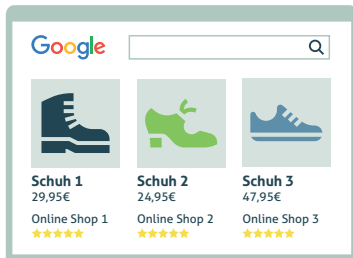 Google
Schuh 1
29,95€
Online Shop 1
Schuh 2
24,95€
Online Shop 2
Schuh 3
47,95€
Online Shop 3